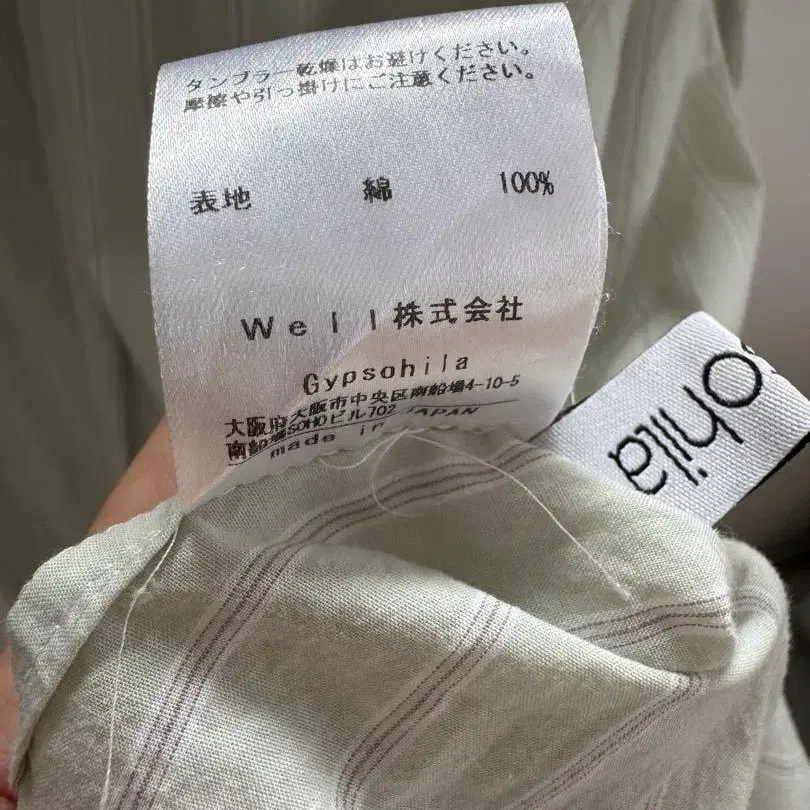 タンブラー乾燥はお避けください。
摩擦や引っ掛けにご注意ください。
表地 綿 100%
Well株式会社
Gypsohila
大阪府大阪市中央区南船場4-10-5
南船場SOHOビル702
made in JAPAN
ohila